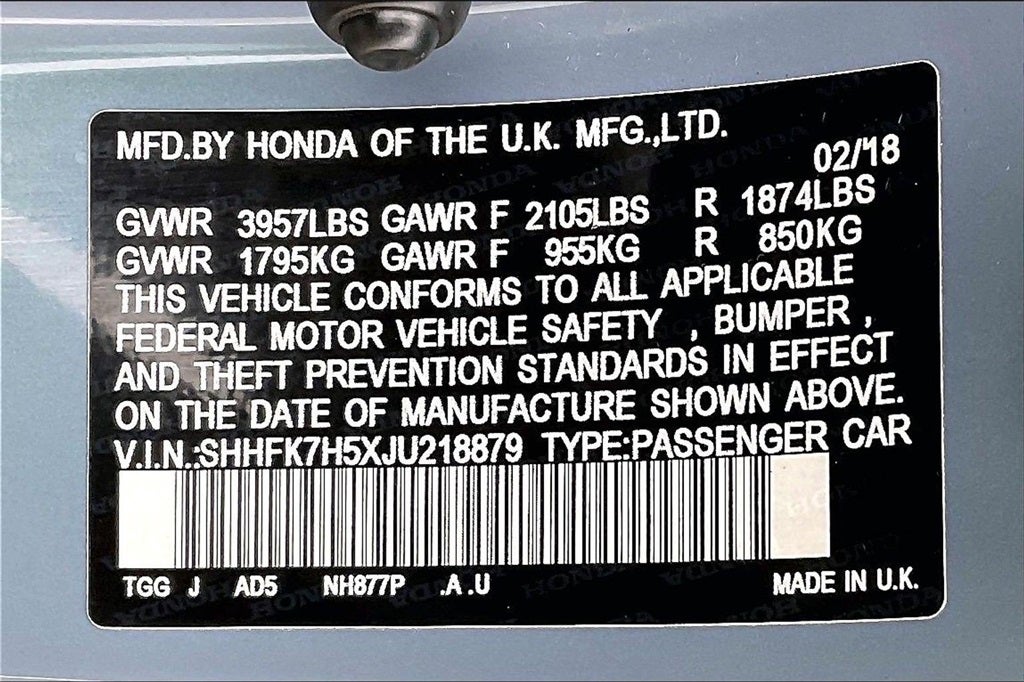 MFD.BY HONDA OF THE U.K. MFG.,LTD.
02/18
GVWR 3957LBS GAWR F 2105LBS R 1874LBS
GVWR 1795KG GAWR F 955KG R 850KG
THIS VEHICLE CONFORMS TO ALL APPLICABLE
FEDERAL MOTOR VEHICLE SAFETY , BUMPER ,
AND THEFT PREVENTION STANDARDS IN EFFECT
ON THE DATE OF MANUFACTURE SHOWN ABOVE.
V.I.N.:SHHFK7H5XJU218879 TYPE:PASSENGER CAR
TGG J AD5 NH877P .A.U MADE IN U.K.